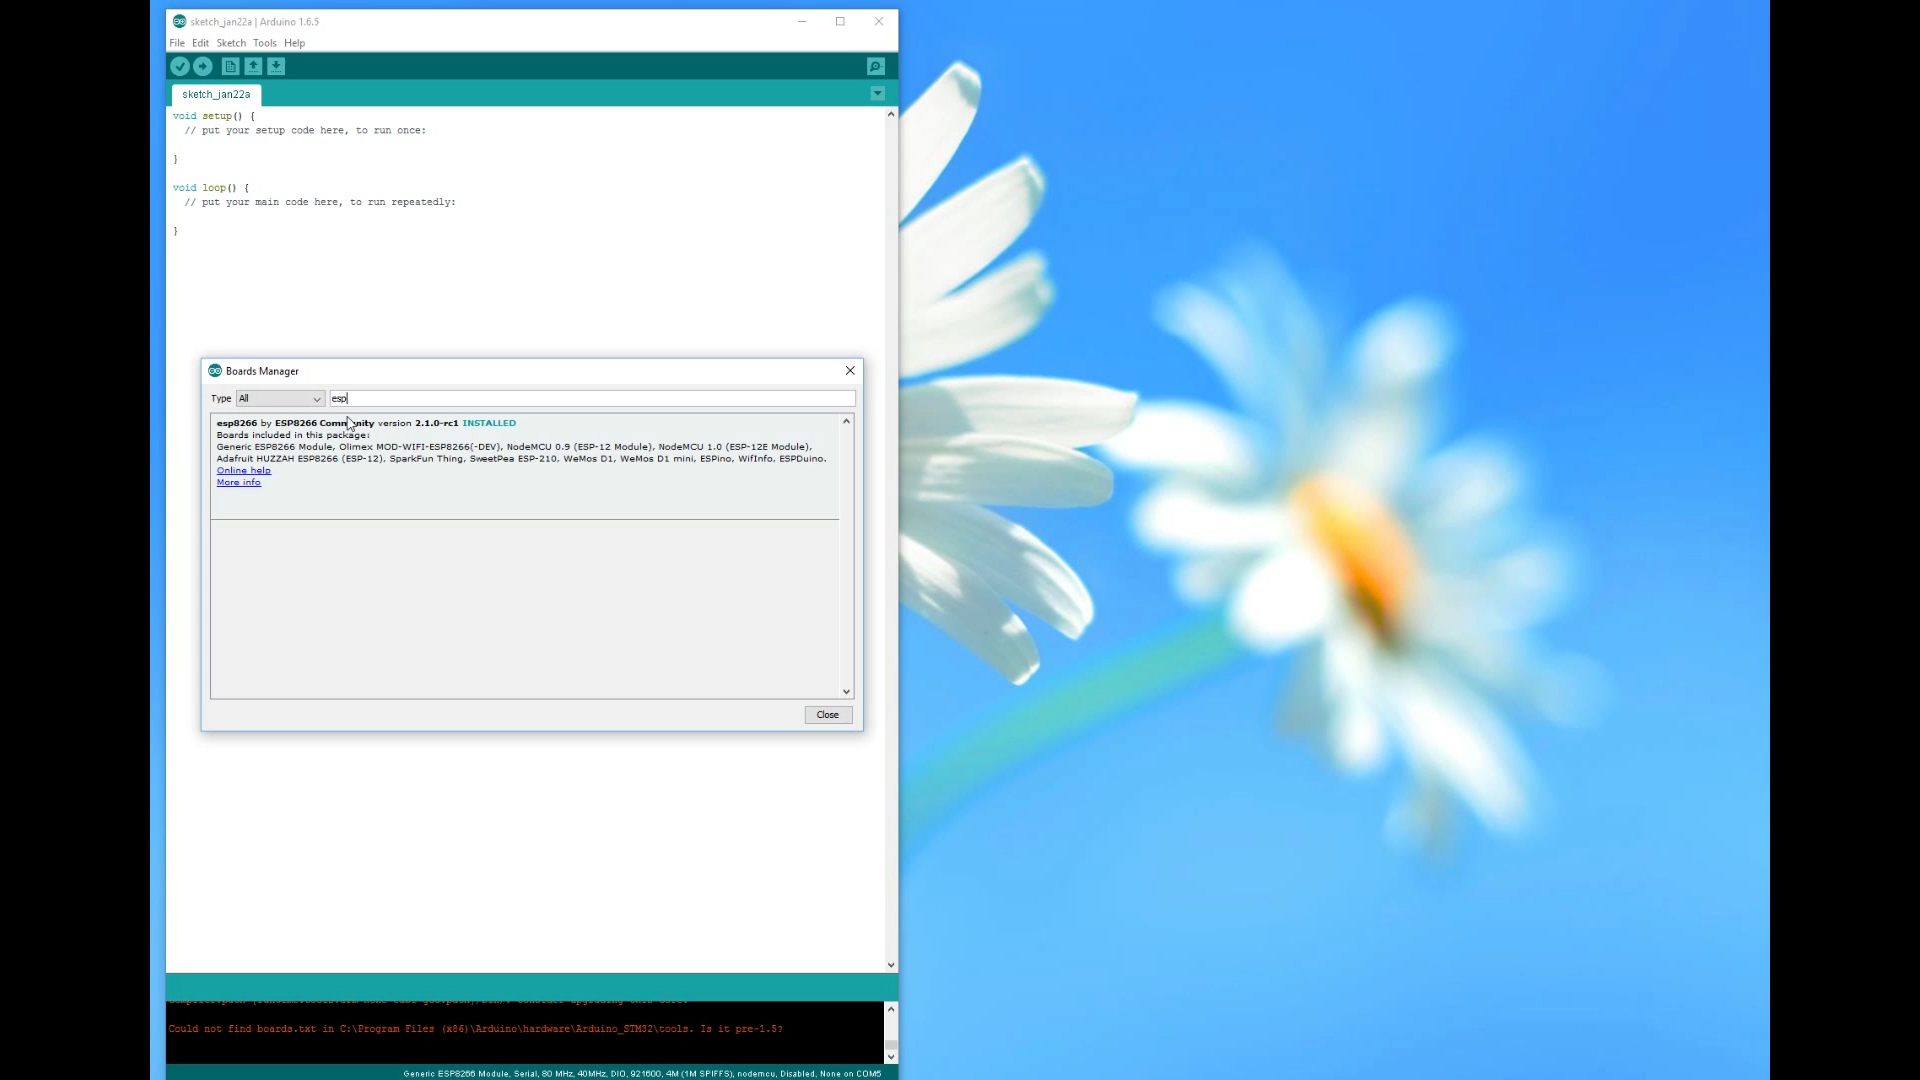 sketch_jan22a | Arduino 1.6.5
File Edit Sketch Tools Help
sketch_jan22a
void setup() {
// put your setup code here, to run once:
}
void loop() {
// put your main code here, to run repeatedly:
}
Boards Manager
Type All esp
esp8266 by ESP8266 Community version 2.1.0-rc1 INSTALLED
Boards included in this package:
Generic ESP8266 Module, Olimex MOD-WIFI-ESP8266(-DEV), NodeMCU 0.9 (ESP-12 Module), NodeMCU 1.0 (ESP-12E Module),
Adafruit HUZZAH ESP8266 (ESP-12), SparkFun Thing, SweetPea ESP-210, WeMos D1, WeMos D1 mini, ESPino, WifInfo, ESPDuino.
Online help
More info
Close
Could not find boards.txt in C:\Program Files (x86)\Arduino\hardware\Arduino_STM32\tools. Is it pre-1.5?
Generic ESP8266 Module, Serial, 80 MHz, 40MHz, DIO, 921600, 4M (1M SPIFFS), nodemcu, Disabled, None on COM5